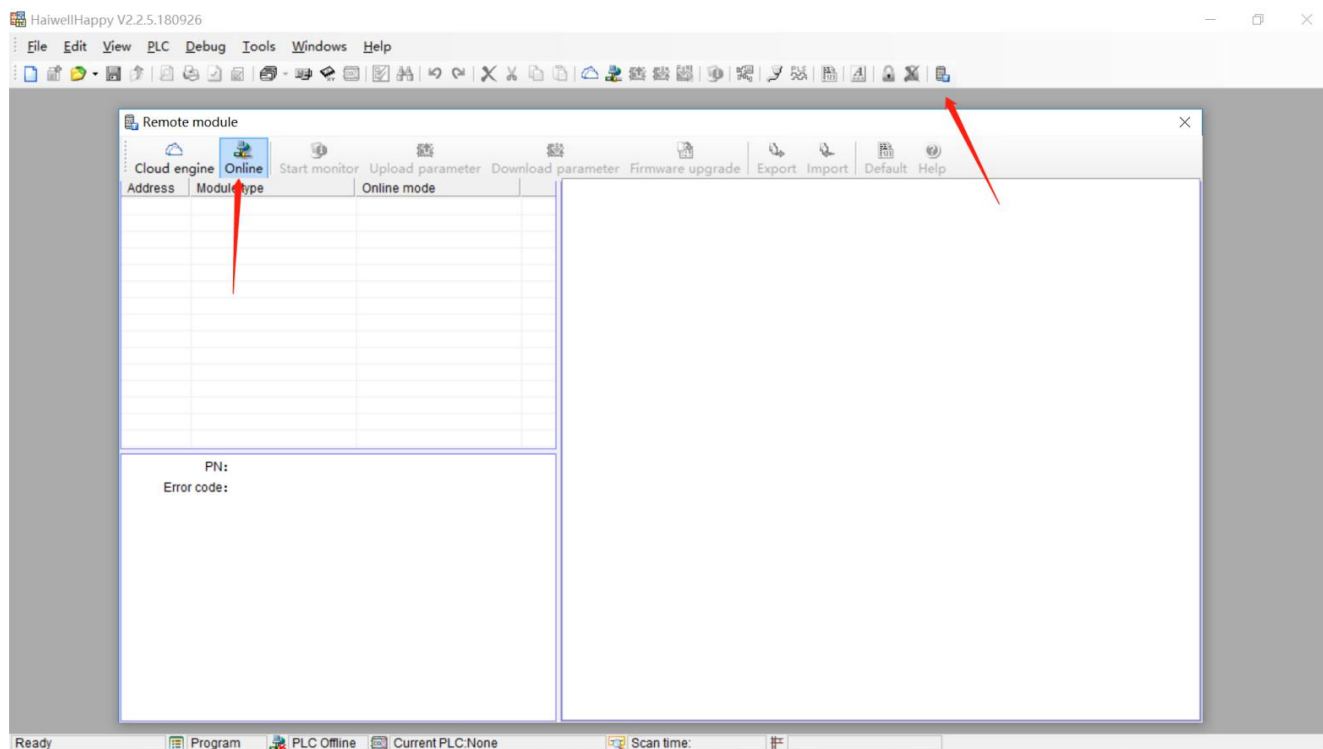 HaiwellHappy V2.2.5.180926
File Edit View PLC Debug Tools Windows Help
Remote module
Cloud engine Online Start monitor Upload parameter Download parameter Firmware upgrade Export Import Default Help
Address Module type Online mode
PN:
Error code:
Ready Program PLC Offline Current PLC:None Scan time: